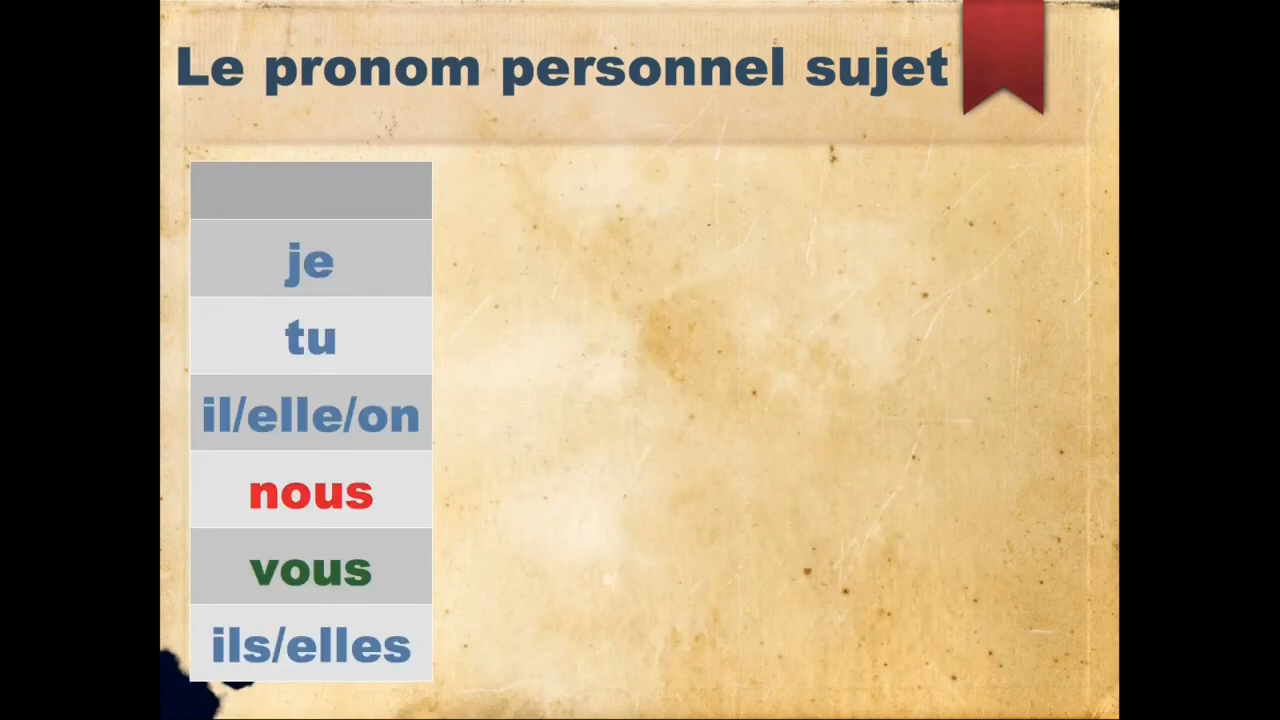 Le pronom personnel sujet
je
tu
il/elle/on
nous
vous
ils/elles